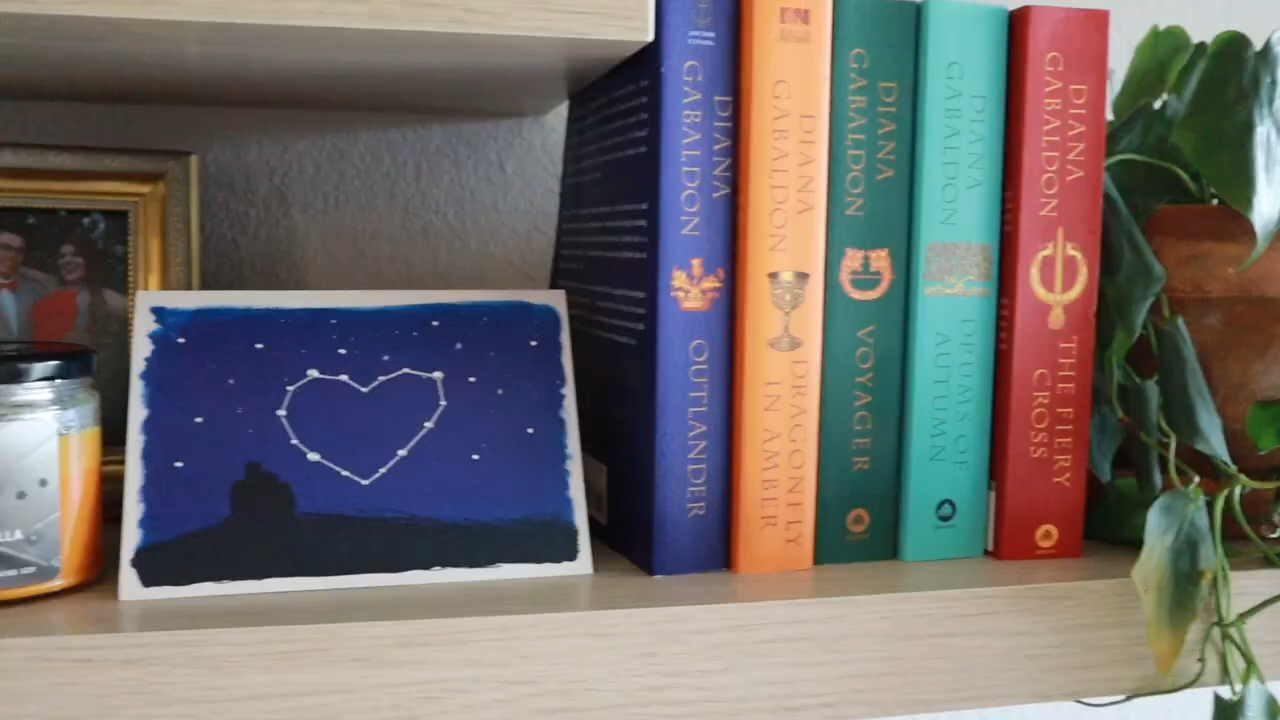 DIANA
GABALDON
OUTLANDER
DIANA
GABALDON
DRAGONFLY
IN AMBER
DIANA
GABALDON
VOYAGER
DIANA
GABALDON
DRUMS OF
AUTUMN
DIANA
GABALDON
THE FIERY
CROSS